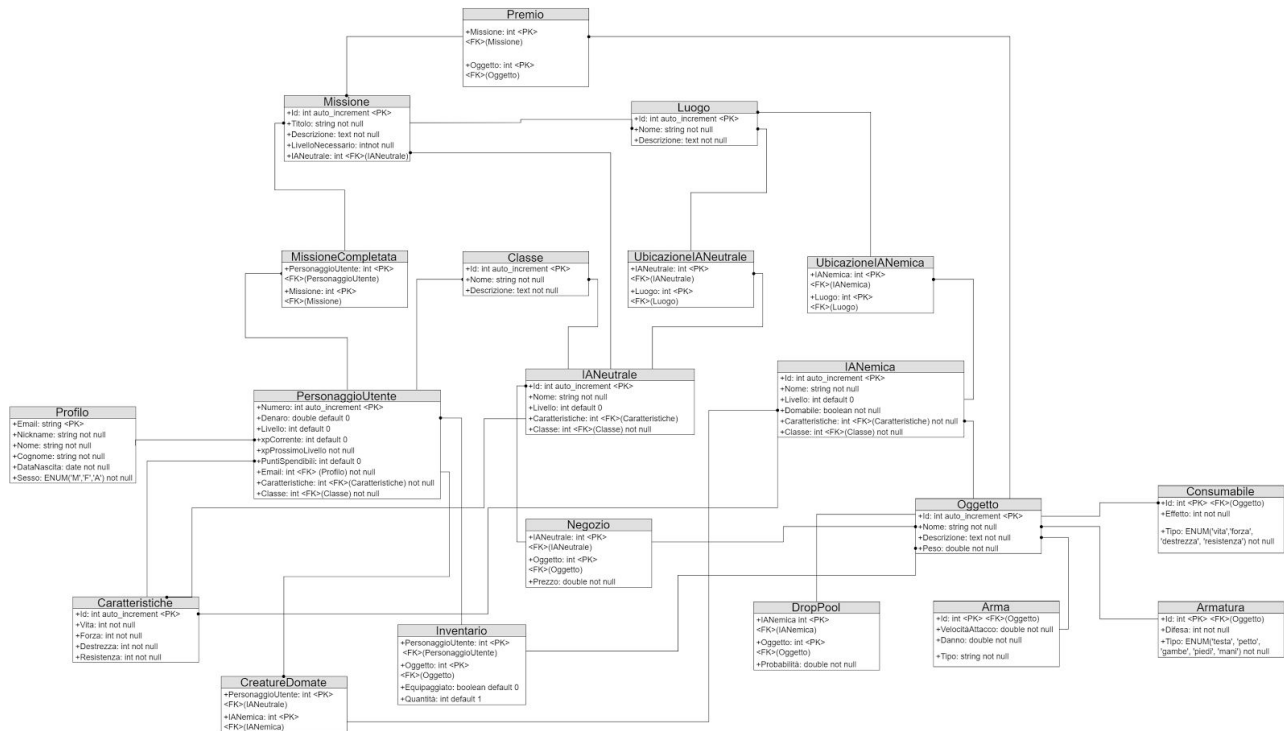 Premio
+Missione: int <PK>
<FK>(Missione)
+Oggetto: int <PK>
<FK>(Oggetto)
Missione
+Id: int auto_increment <PK>
+Titolo: string not null
+Descrizione: text not null
+LivelloNecessario: intnot null
+IANeutrale: int <FK>(IANeutrale)
Luogo
+Id: int auto_increment <PK>
+Nome: string not null
+Descrizione: text not null
MissioneCompletata
+PersonaggioUtente: int <PK>
<FK>(PersonaggioUtente)
+Missione: int <PK>
<FK>(Missione)
Classe
+Id: int auto_increment <PK>
+Nome: string not null
+Descrizione: text not null
UbicazioneIANeutrale
+IANeutrale: int <PK>
<FK>(IANeutrale)
+Luogo: int <PK>
<FK>(Luogo)
UbicazioneIANemica
+IANemica: int <PK>
<FK>(IANemica)
+Luogo: int <PK>
<FK>(Luogo)
Profilo
+Email: string <PK>
+Nickname: string not null
+Nome: string not null
+Cognome: string not null
+DataNascita: date not null
+Sesso: ENUM('M','F','A') not null
PersonaggioUtente
+Numero: int auto_increment <PK>
+Denaro: double default 0
+Livello: int default 0
+xpCorrente: int default 0
+xpProssimoLivello not null
+PuntiSpendibili: int default 0
+Email: int <FK> (Profilo) not null
+Caratteristiche: int <FK>(Caratteristiche) not null
+Classe: int <FK>(Classe) not null
IANeutrale
+Id: int auto_increment <PK>
+Nome: string not null
+Livello: int default 0
+Caratteristiche: int <FK>(Caratteristiche)
+Classe: int <FK>(Classe) not null
IANemica
+Id: int auto_increment <PK>
+Nome: string not null
+Livello: int default 0
+Domabile: boolean not null
+Caratteristiche: int <FK>(Caratteristiche) not null
+Classe: int <FK>(Classe) not null
Negozio
+IANeutrale: int <PK>
<FK>(IANeutrale)
+Oggetto: int <PK>
<FK>(Oggetto)
+Prezzo: double not null
Oggetto
+Id: int auto_increment <PK>
+Nome: string not null
+Descrizione: text not null
+Peso: double not null
Consumabile
+Id: int <PK> <FK>(Oggetto)
+Effetto: int not null
+Tipo: ENUM('vita','forza',
'destrezza', 'resistenza') not null
Caratteristiche
+Id: int auto_increment <PK>
+Vita: int not null
+Forza: int not null
+Destrezza: int not null
+Resistenza: int not null
Inventario
+PersonaggioUtente: int <PK>
<FK>(PersonaggioUtente)
+Oggetto: int <PK>
<FK>(Oggetto)
+Equipaggiato: boolean default 0
+Quantità: int default 1
DropPool
+IANemica int <PK>
<FK>(IANemica)
+Oggetto: int <PK>
<FK>(Oggetto)
+Probabilità: double not null
Arma
+Id: int <PK> <FK>(Oggetto)
+VelocitàAttacco: double not null
+Danno: double not null
+Tipo: string not null
Armatura
+Id: int <PK> <FK>(Oggetto)
+Difesa: int not null
+Tipo: ENUM('testa', 'petto',
'gambe', 'piedi', 'mani') not null
CreatureDomate
+PersonaggioUtente: int <PK>
<FK>(IANeutrale)
+IANemica: int <PK>
<FK>(IANemica)